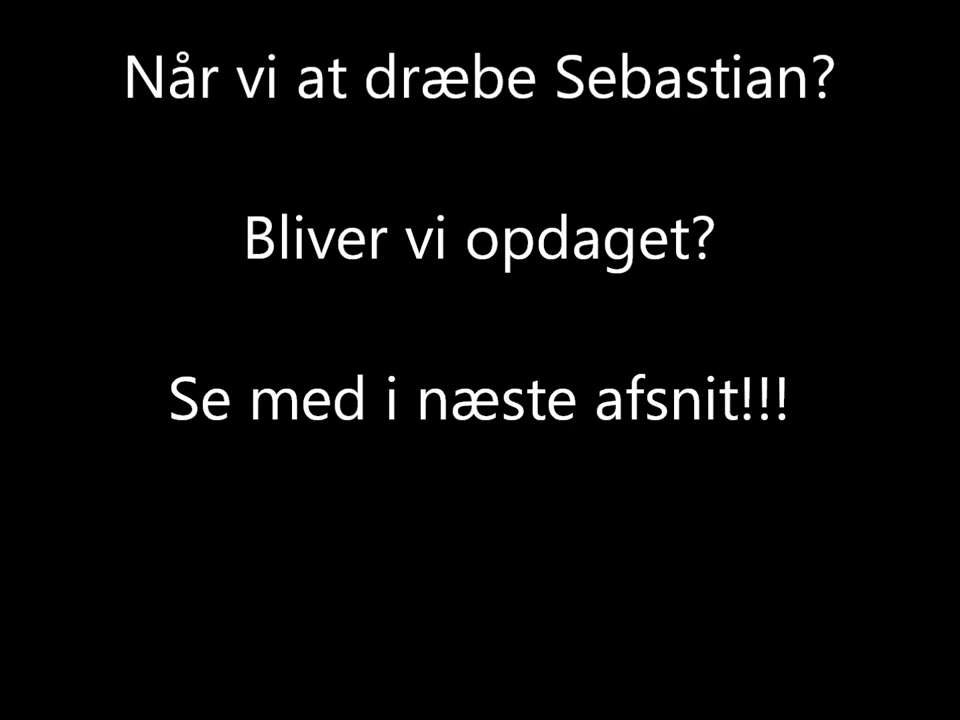 Når vi at dræbe Sebastian?
Bliver vi opdaget?
Se med i næste afsnit!!!